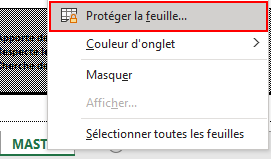 Protéger la feuille...
Couleur d'onglet
Masquer
Afficher...
Sélectionner toutes les feuilles
MAST